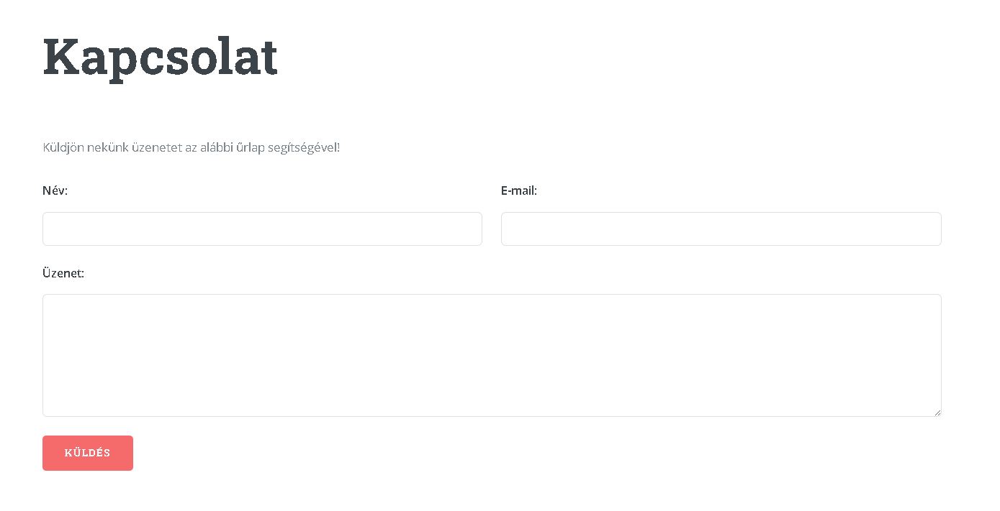 Kapcsolat
Küldjön nekünk üzenetet az alábbi űrlap segítségével!
Név:
E-mail:
Üzenet:
KÜLDÉS